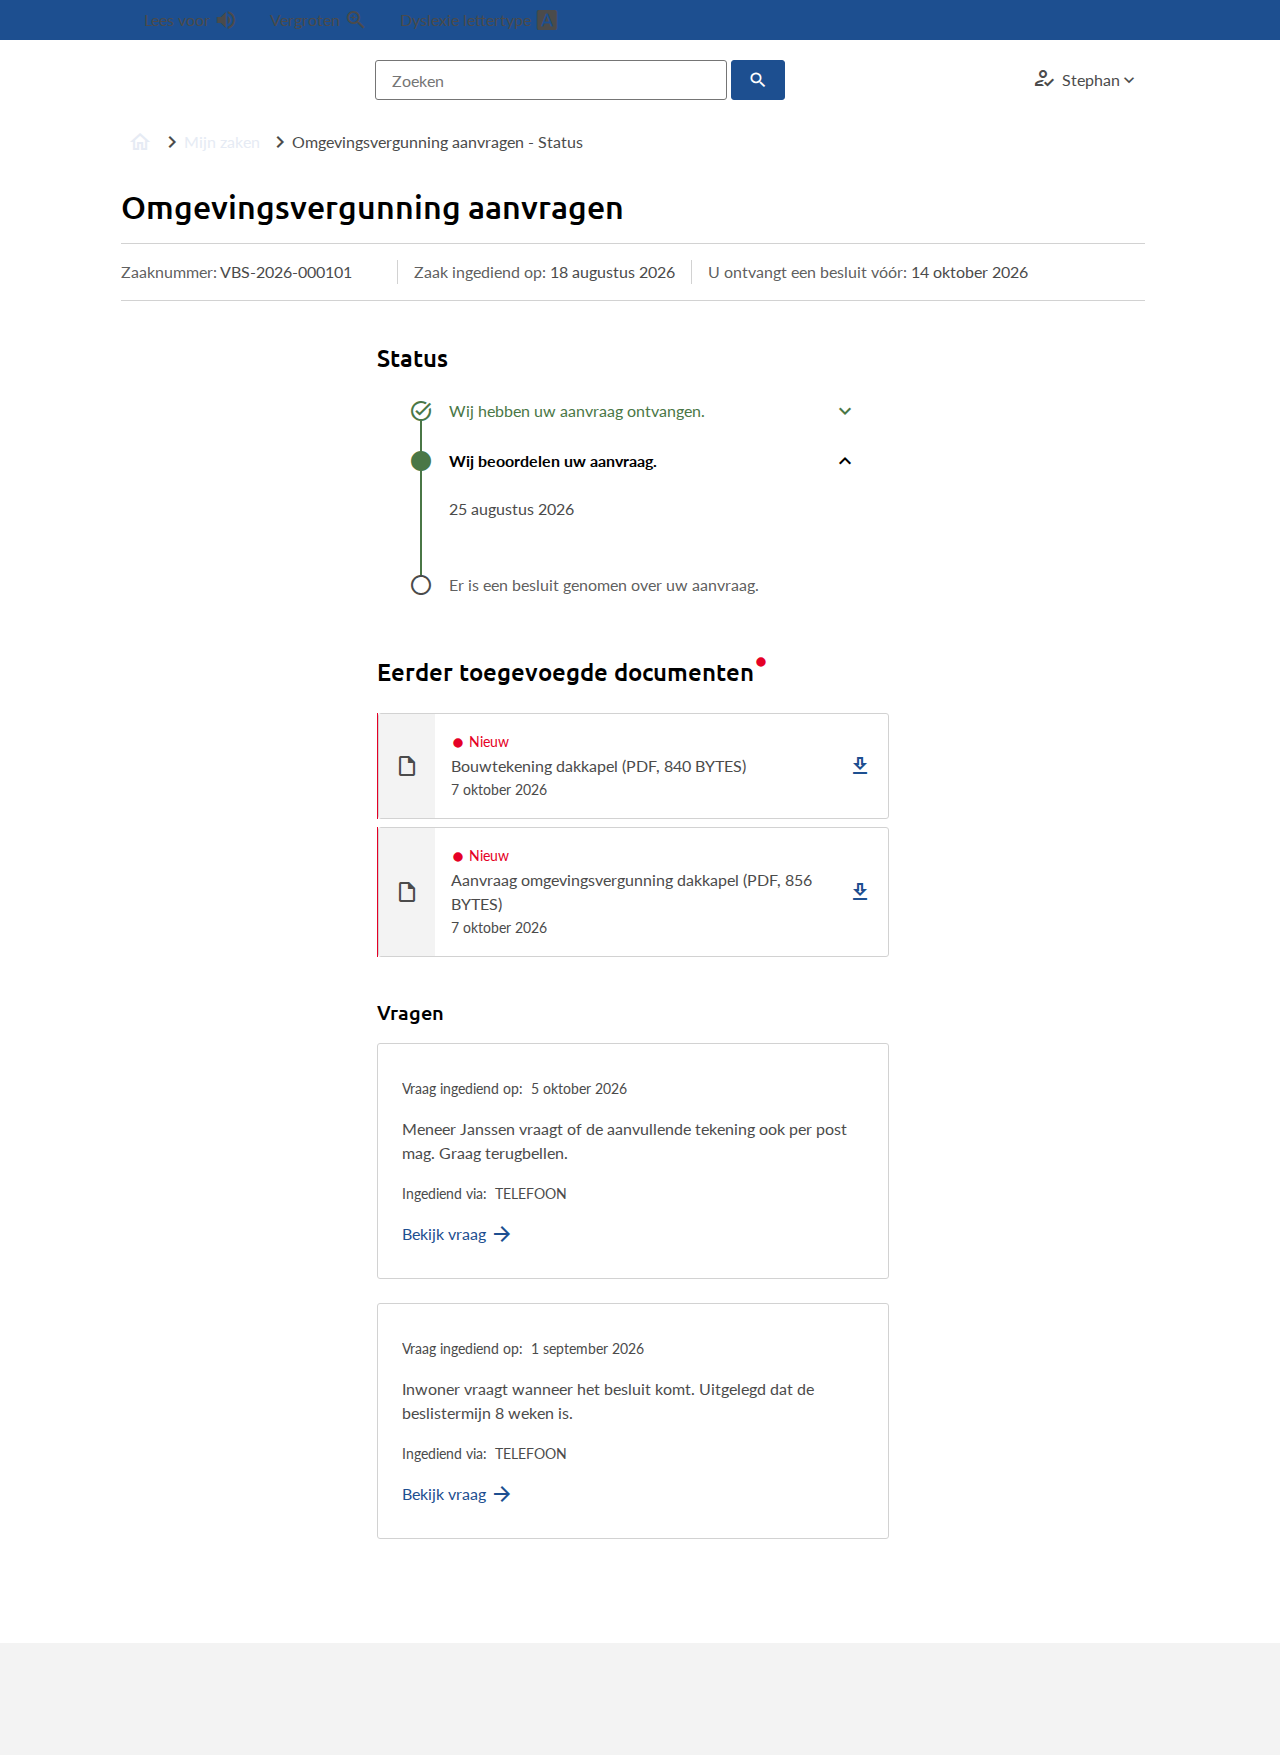 Lees voor Vergroten Dyslexie lettertype
Zoeken
Stephan
Mijn zaken Omgevingsvergunning aanvragen - Status
Omgevingsvergunning aanvragen
Zaaknummer: VBS-2026-000101 Zaak ingediend op: 18 augustus 2026 U ontvangt een besluit vóór: 14 oktober 2026
Status
Wij hebben uw aanvraag ontvangen.
Wij beoordelen uw aanvraag.
25 augustus 2026
Er is een besluit genomen over uw aanvraag.
Eerder toegevoegde documenten
Nieuw
Bouwtekening dakkapel (PDF, 840 BYTES)
7 oktober 2026
Nieuw
Aanvraag omgevingsvergunning dakkapel (PDF, 856
BYTES)
7 oktober 2026
Vragen
Vraag ingediend op: 5 oktober 2026
Meneer Janssen vraagt of de aanvullende tekening ook per post
mag. Graag terugbellen.
Ingediend via: TELEFOON
Bekijk vraag
Vraag ingediend op: 1 september 2026
Inwoner vraagt wanneer het besluit komt. Uitgelegd dat de
beslistermijn 8 weken is.
Ingediend via: TELEFOON
Bekijk vraag